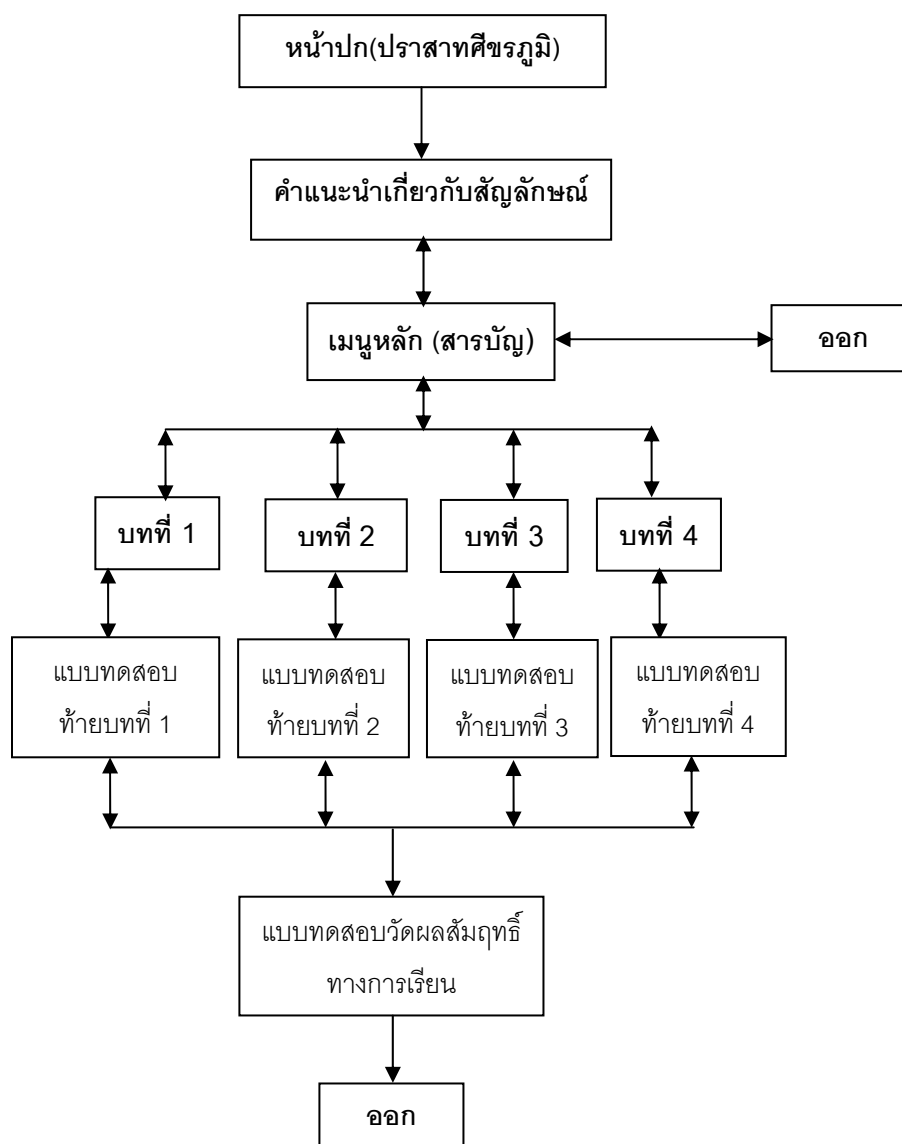 หน้าปก(ปราสาทศีขรภูมิ)
คำแนะนำเกี่ยวกับสัญลักษณ์
เมนูหลัก (สารบัญ)
ออก
บทที่ 1
บทที่ 2
บทที่ 3
บทที่ 4
แบบทดสอบ
ท้ายบทที่ 1
แบบทดสอบ
ท้ายบทที่ 2
แบบทดสอบ
ท้ายบทที่ 3
แบบทดสอบ
ท้ายบทที่ 4
แบบทดสอบวัดผลสัมฤทธิ์
ทางการเรียน
ออก